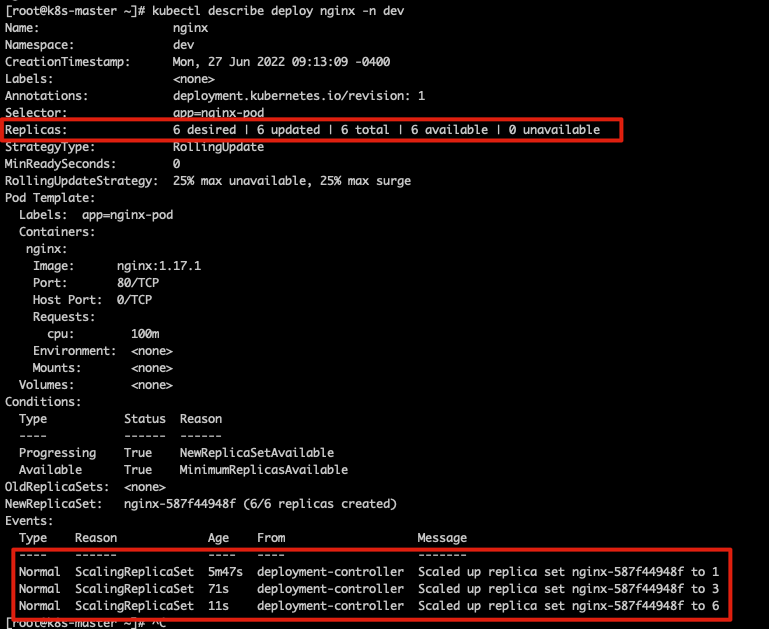 [root@k8s-master ~]# kubectl describe deploy nginx -n dev
Name:                   nginx
Namespace:              dev
CreationTimestamp:      Mon, 27 Jun 2022 09:13:09 -0400
Labels:                 <none>
Annotations:            deployment.kubernetes.io/revision: 1
Selector:               app=nginx-pod
Replicas:               6 desired | 6 updated | 6 total | 6 available | 0 unavailable
StrategyType:           RollingUpdate
MinReadySeconds:        0
RollingUpdateStrategy:  25% max unavailable, 25% max surge
Pod Template:
  Labels:  app=nginx-pod
  Containers:
   nginx:
    Image:      nginx:1.17.1
    Port:       80/TCP
    Host Port:  0/TCP
    Requests:
      cpu:        100m
    Environment:  <none>
    Mounts:       <none>
  Volumes:        <none>
Conditions:
  Type           Status  Reason
  ----           ------  ------
  Progressing    True    NewReplicaSetAvailable
  Available      True    MinimumReplicasAvailable
OldReplicaSets:  <none>
NewReplicaSet:   nginx-587f44948f (6/6 replicas created)
Events:
  Type    Reason             Age    From                   Message
  ----    ------             ----   ----                   -------
  Normal  ScalingReplicaSet  5m47s  deployment-controller  Scaled up replica set nginx-587f44948f to 1
  Normal  ScalingReplicaSet  71s    deployment-controller  Scaled up replica set nginx-587f44948f to 3
  Normal  ScalingReplicaSet  11s    deployment-controller  Scaled up replica set nginx-587f44948f to 6
[root@k8s-master ~]# ^C